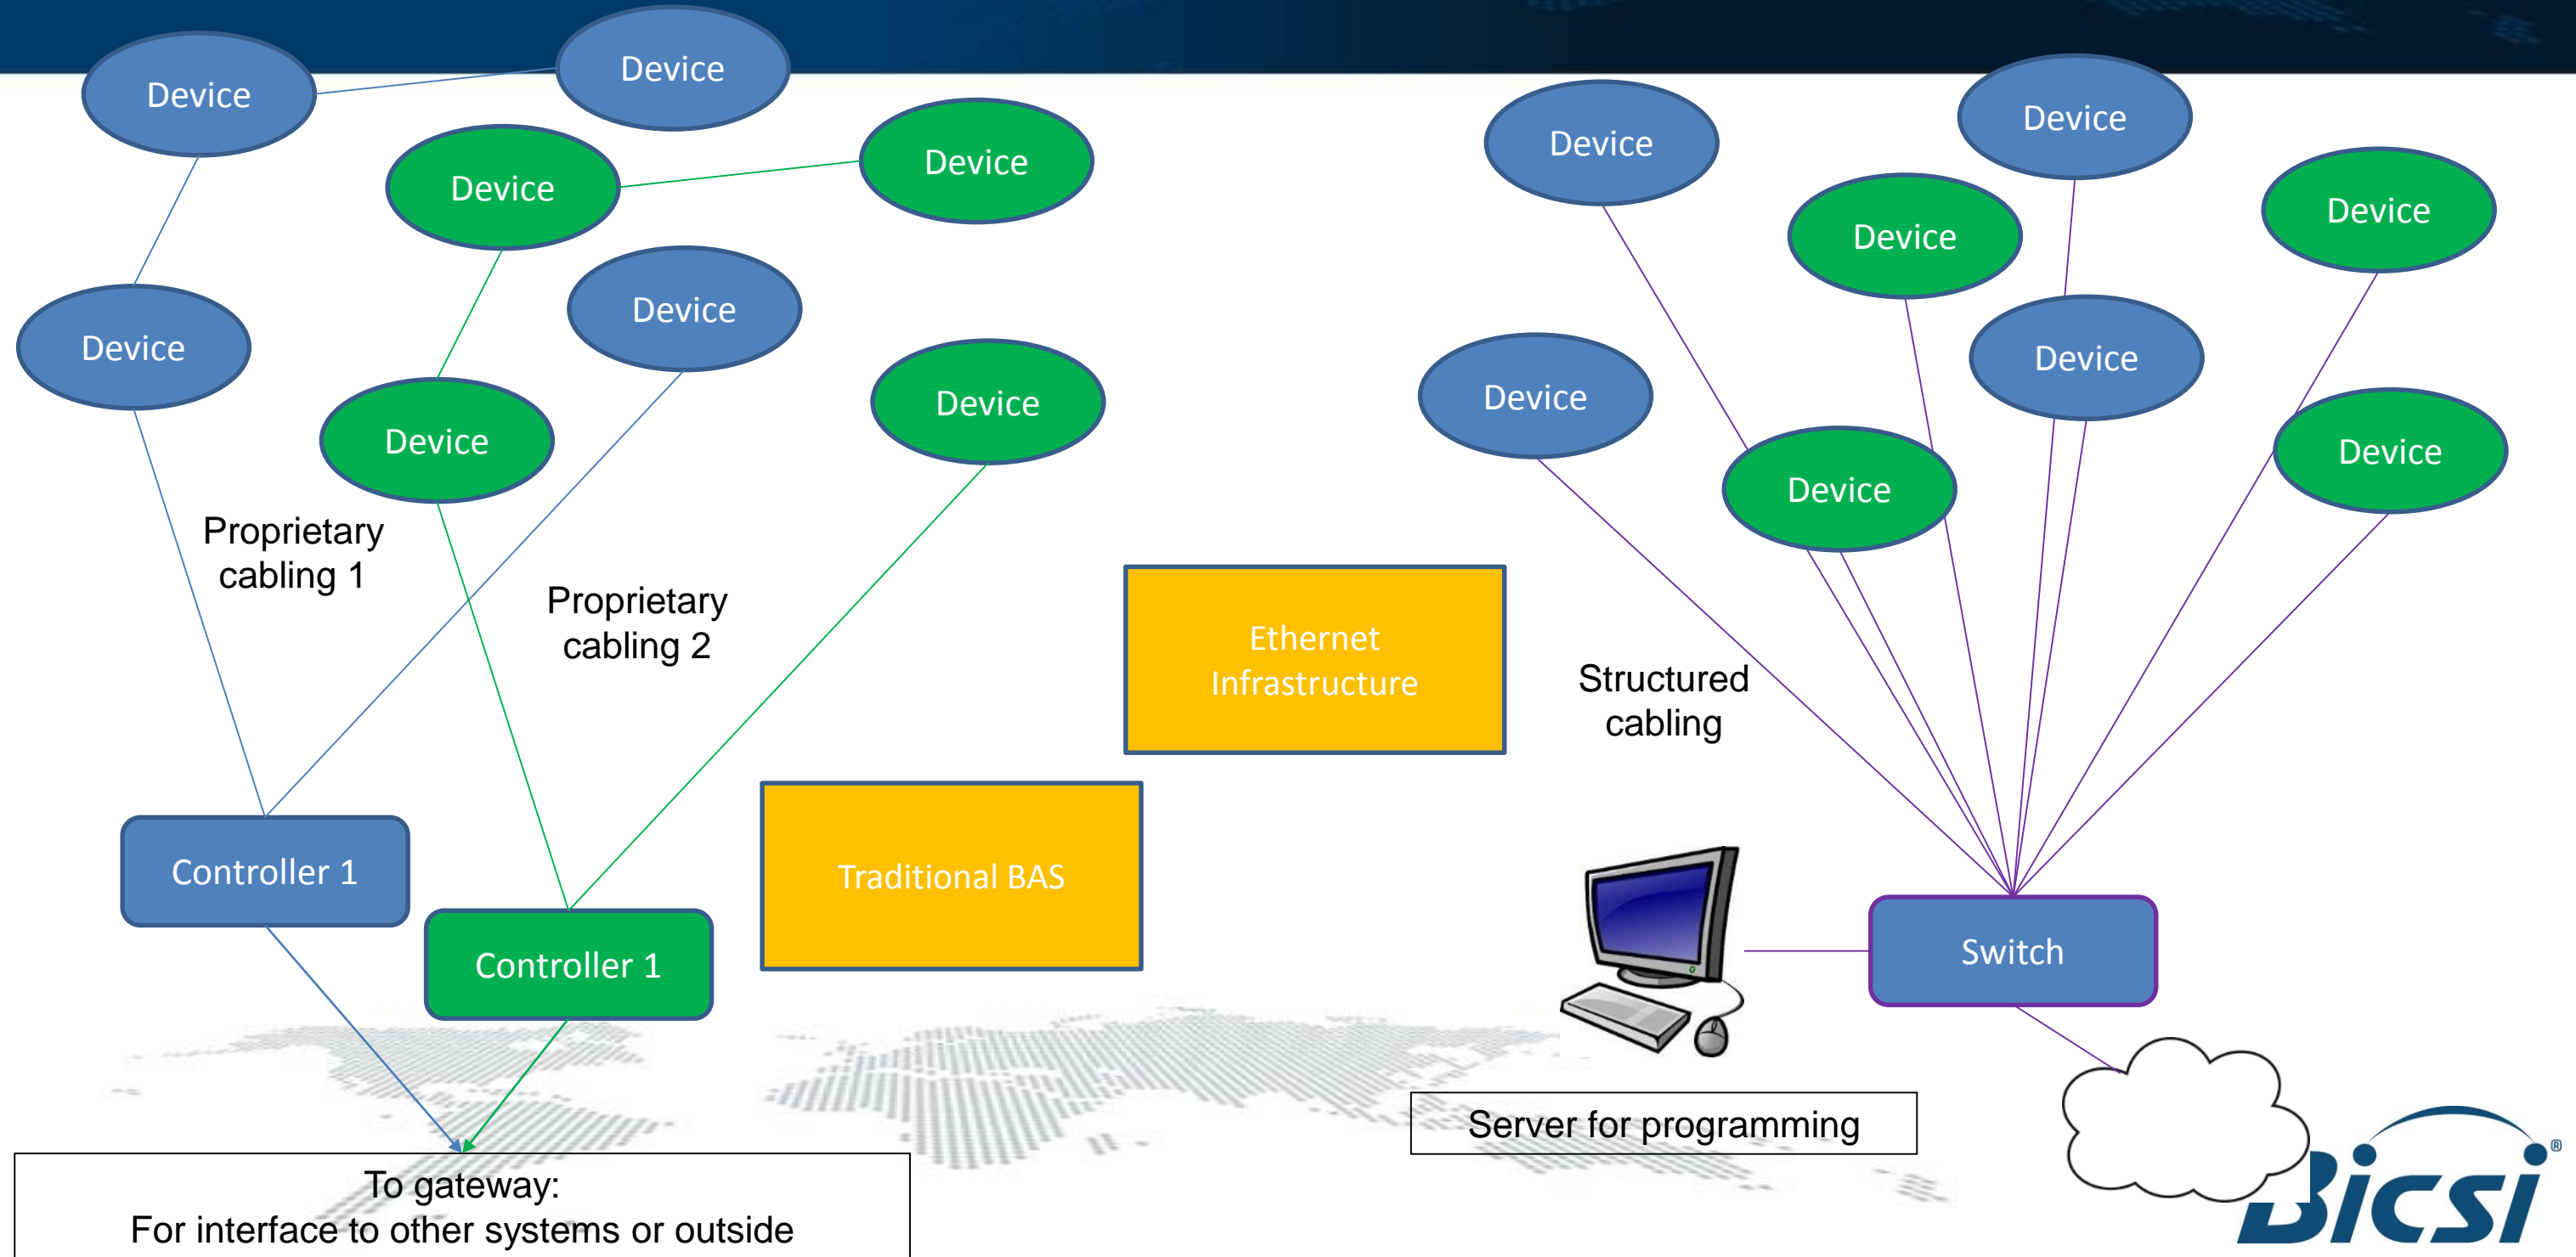 Device
Device
Device
Device
Device
Device
Device
Device
Proprietary
cabling 1
Proprietary
cabling 2
Controller 1
Controller 1
To gateway:
For interface to other systems or outside
Ethernet
Infrastructure
Traditional BAS
Device
Device
Device
Device
Device
Device
Device
Device
Structured
cabling
Switch
Server for programming
Bicsi®